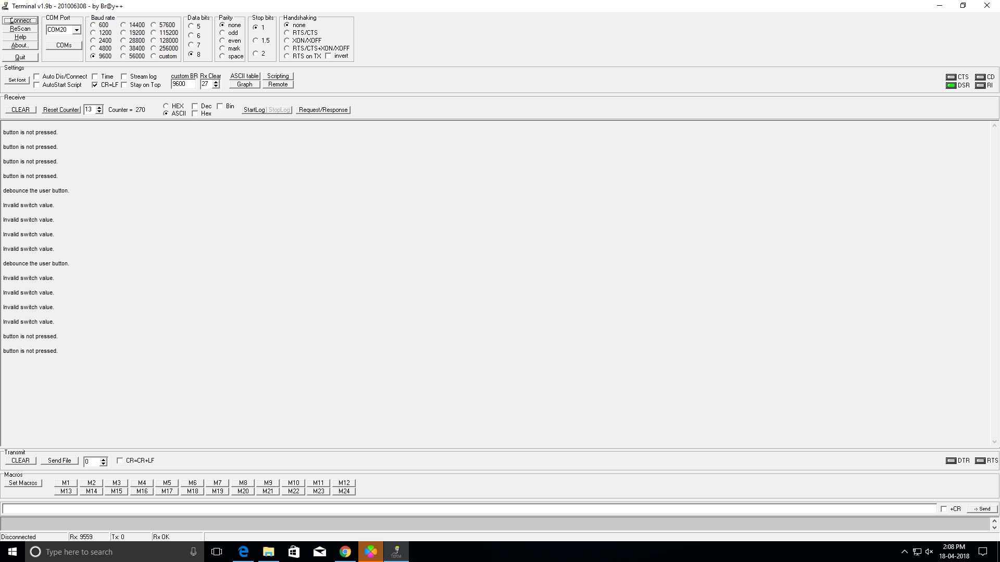 Terminal v1.9b - 20100630ß - by Br@y++
Connect
ReScan
Help
About..
Quit
COM Port
COM20
COMs
Baud rate
600 14400 57600
1200 19200 115200
2400 28800 128000
4800 38400 256000
9600 56000 custom
Data bits
5
6
7
8
Parity
none
odd
even
mark
space
Stop bits
1
1.5
2
Handshaking
none
RTS/CTS
XON/XOFF
RTS/CTS+XON/XOFF
RTS on TX invert
Settings
Set font
Auto Dis/Connect Time Stream log
AutoStart Script CR=LF Stay on Top
custom BR Rx Clear
9600 27
ASCII table Scripting
Graph Remote
CTS CD
DSR RI
Receive
CLEAR Reset Counter 13 Counter = 270
HEX Dec Bin
ASCII Hex
StartLog StopLog Request/Response
button is not pressed.
button is not pressed.
button is not pressed.
button is not pressed.
debounce the user button.
Invalid switch value.
Invalid switch value.
Invalid switch value.
Invalid switch value.
debounce the user button.
Invalid switch value.
Invalid switch value.
Invalid switch value.
Invalid switch value.
button is not pressed.
button is not pressed.
Transmit
CLEAR Send File 0 CR=CR+LF
DTR RTS
Macros
Set Macros
M1 M2 M3 M4 M5 M6 M7 M8 M9 M10 M11 M12
M13 M14 M15 M16 M17 M18 M19 M20 M21 M22 M23 M24
+CR -> Send
Disconnected Rx: 9559 Tx: 0 Rx OK
Type here to search
TERM
2:08 PM
18-04-2018